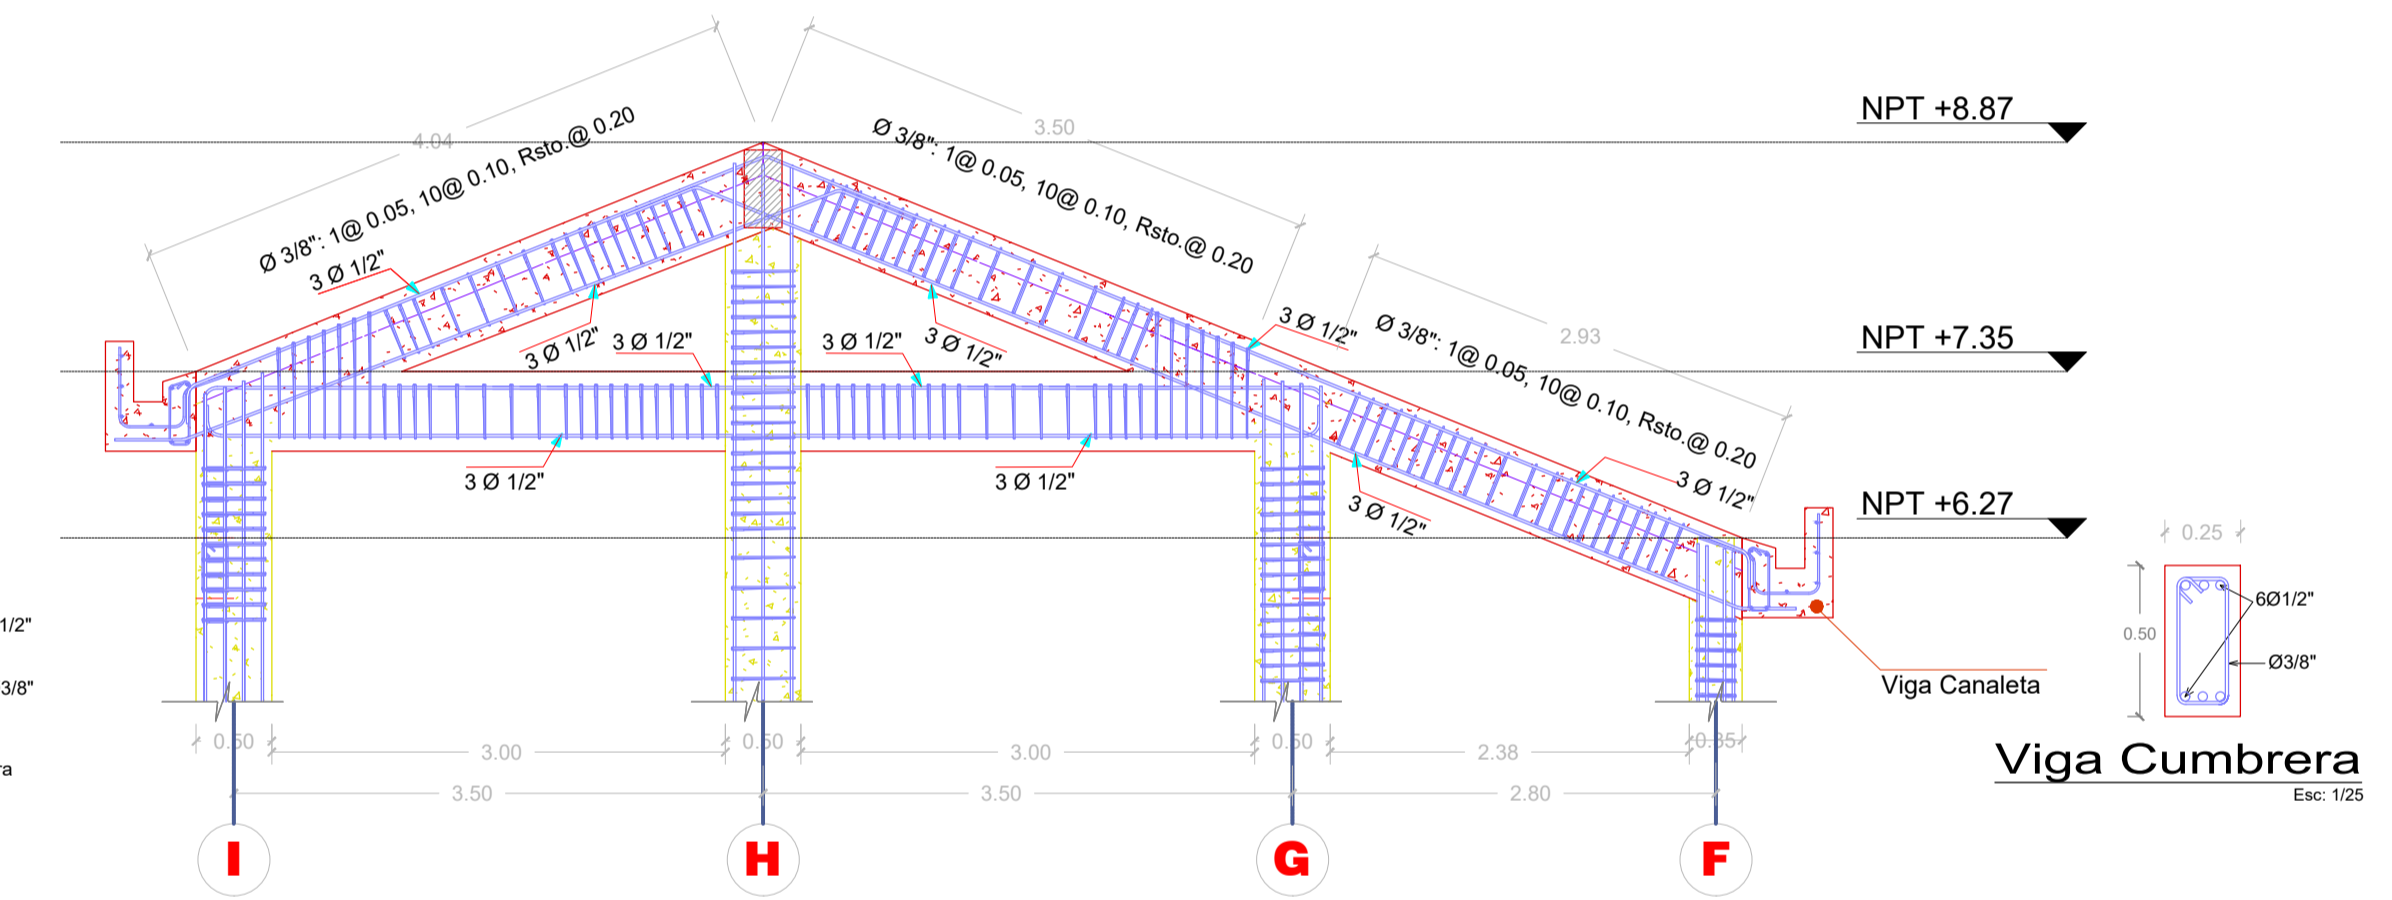 NPT +8.87
4.04
3.50
Ø 3/8": 1@ 0.05, 10@ 0.10, Rsto.@ 0.20
Ø 3/8": 1@ 0.05, 10@ 0.10, Rsto.@ 0.20
3 Ø 1/2"
3 Ø 1/2"
3 Ø 1/2"
3 Ø 1/2"
3 Ø 1/2"
3 Ø 1/2"
Ø 3/8": 1@ 0.05, 10@ 0.10, Rsto.@ 0.20
2.93
NPT +7.35
3 Ø 1/2"
3 Ø 1/2"
3 Ø 1/2"
3 Ø 1/2"
NPT +6.27
0.25
0.50
6Ø1/2"
Ø3/8"
1/2"
3/8"
ra
Viga Canaleta
0.50
3.00
0.50
3.00
0.50
2.38
0.35
3.50
3.50
2.80
Viga Cumbrera
Esc: 1/25
I
H
G
F